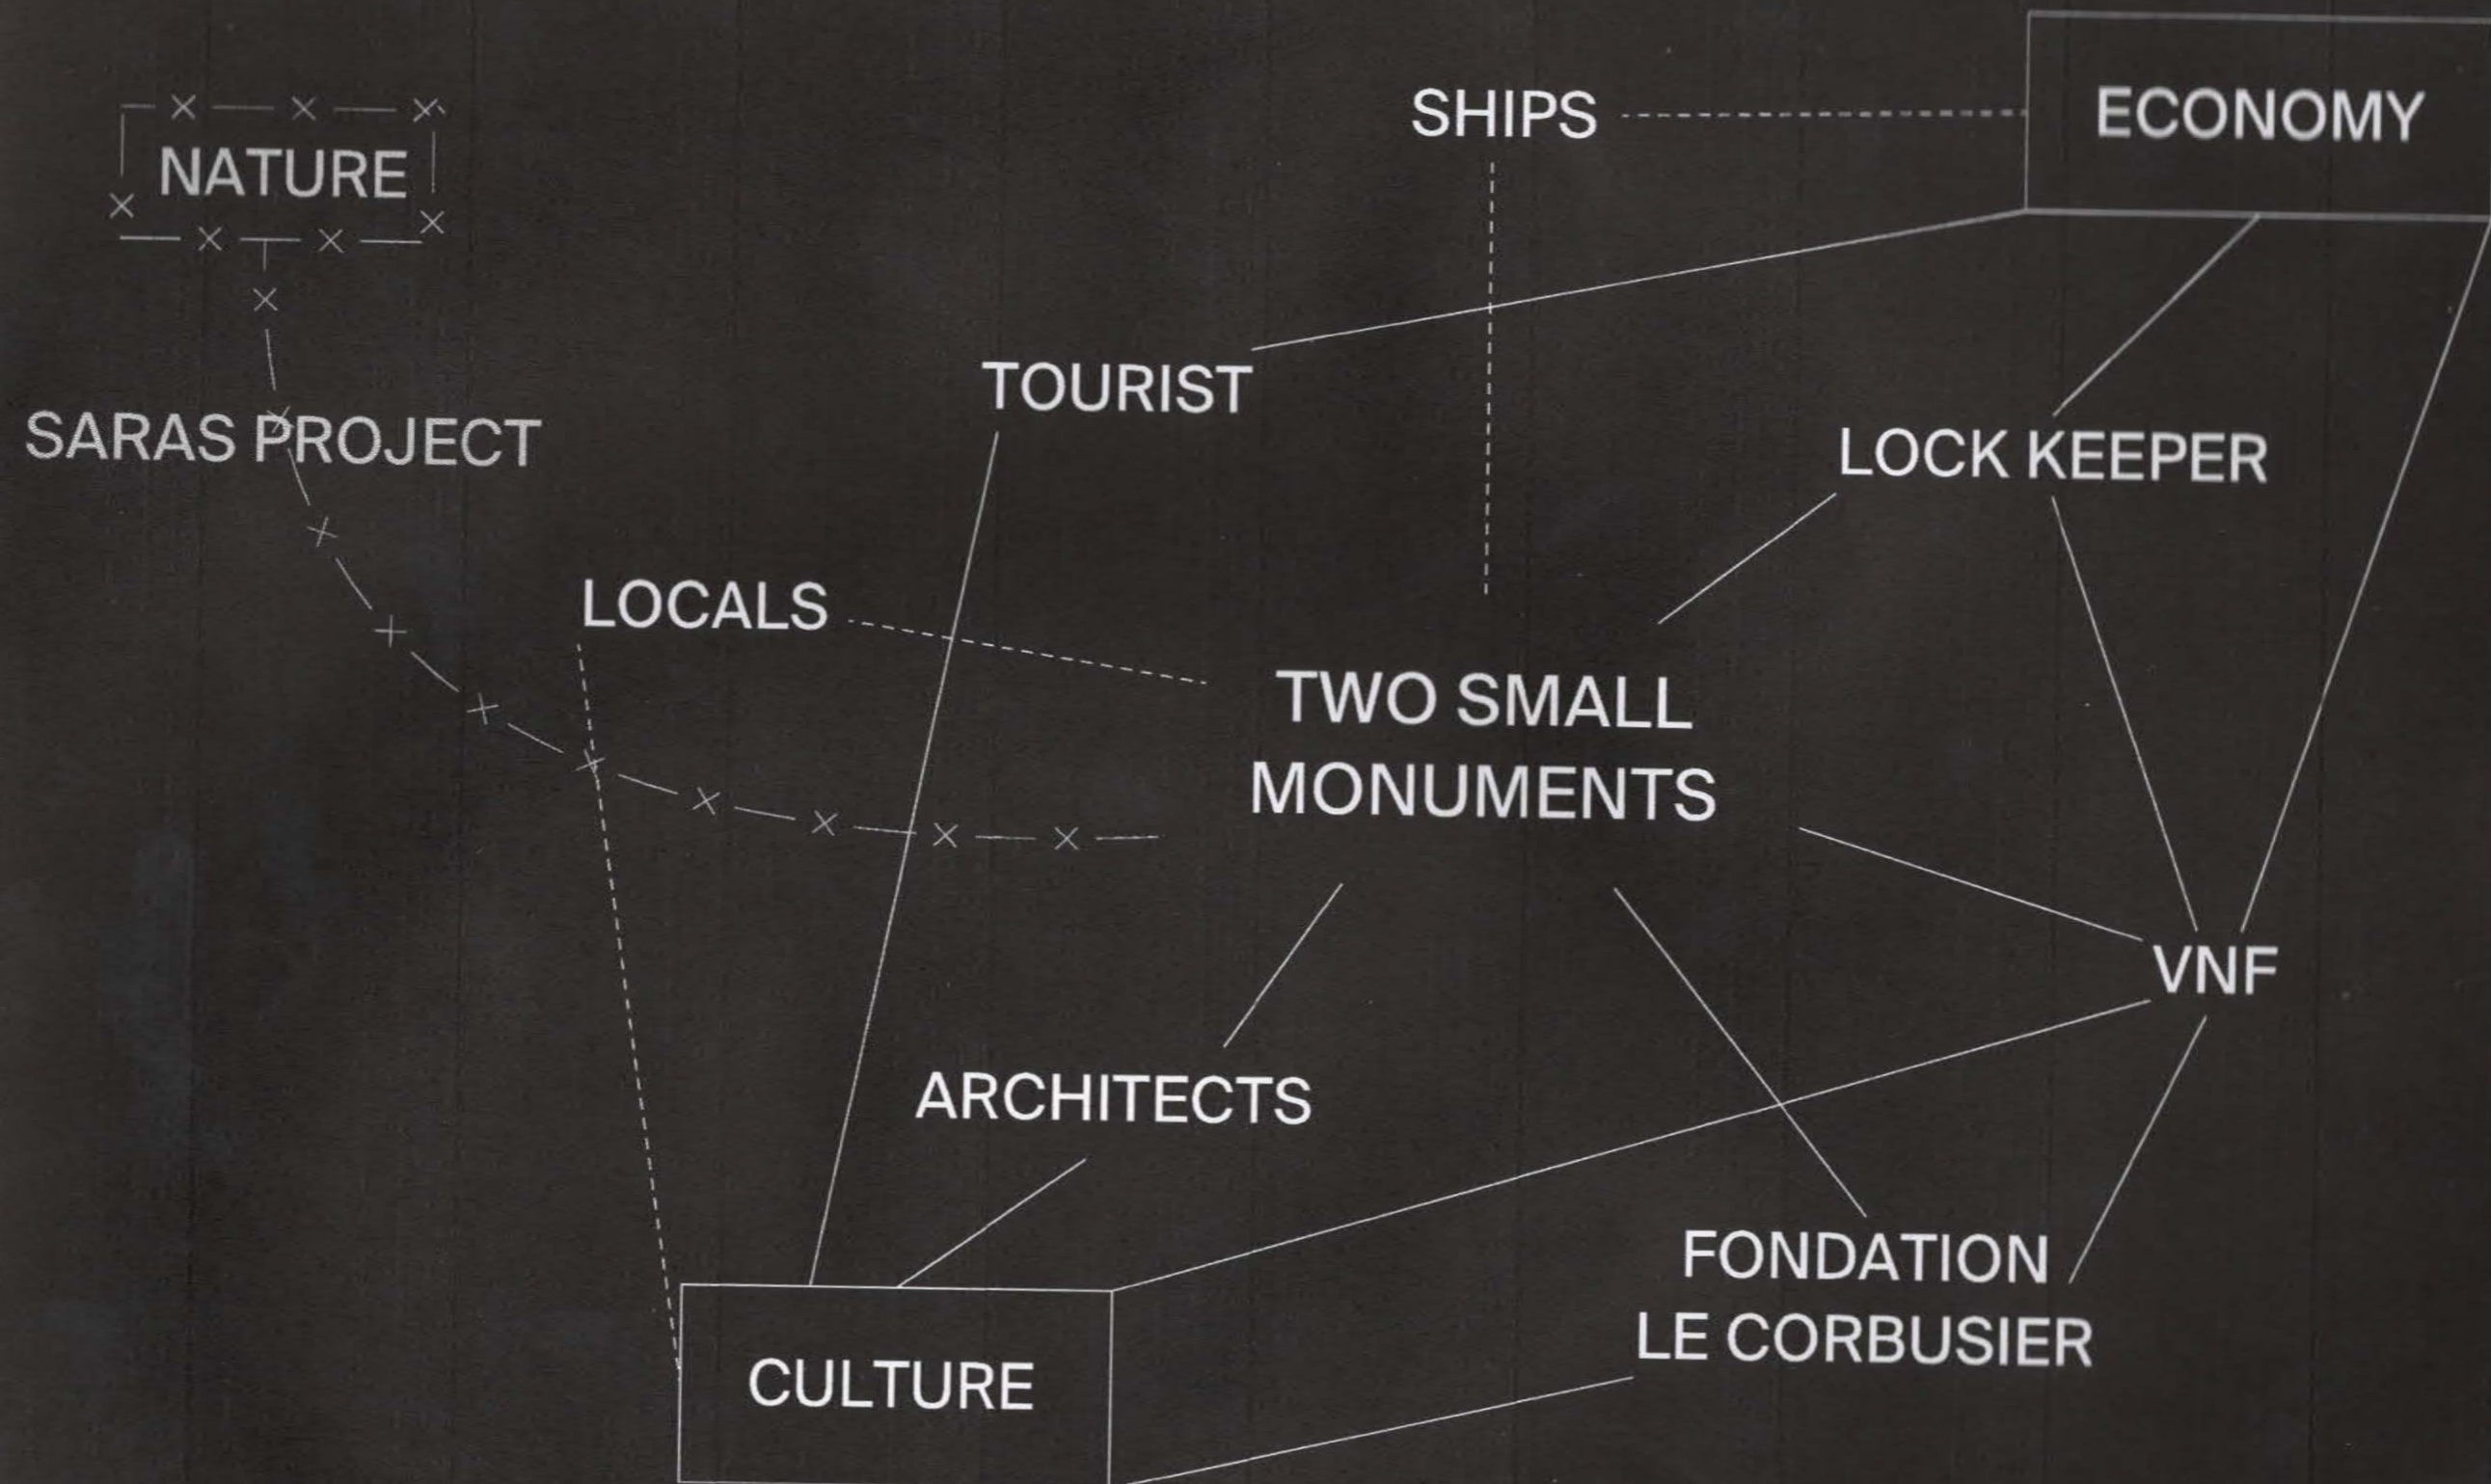 SHIPS
ECONOMY
NATURE
TOURIST
SARAS PROJECT
LOCK KEEPER
LOCALS
TWO SMALL
MONUMENTS
VNF
ARCHITECTS
FONDATION
LE CORBUSIER
CULTURE